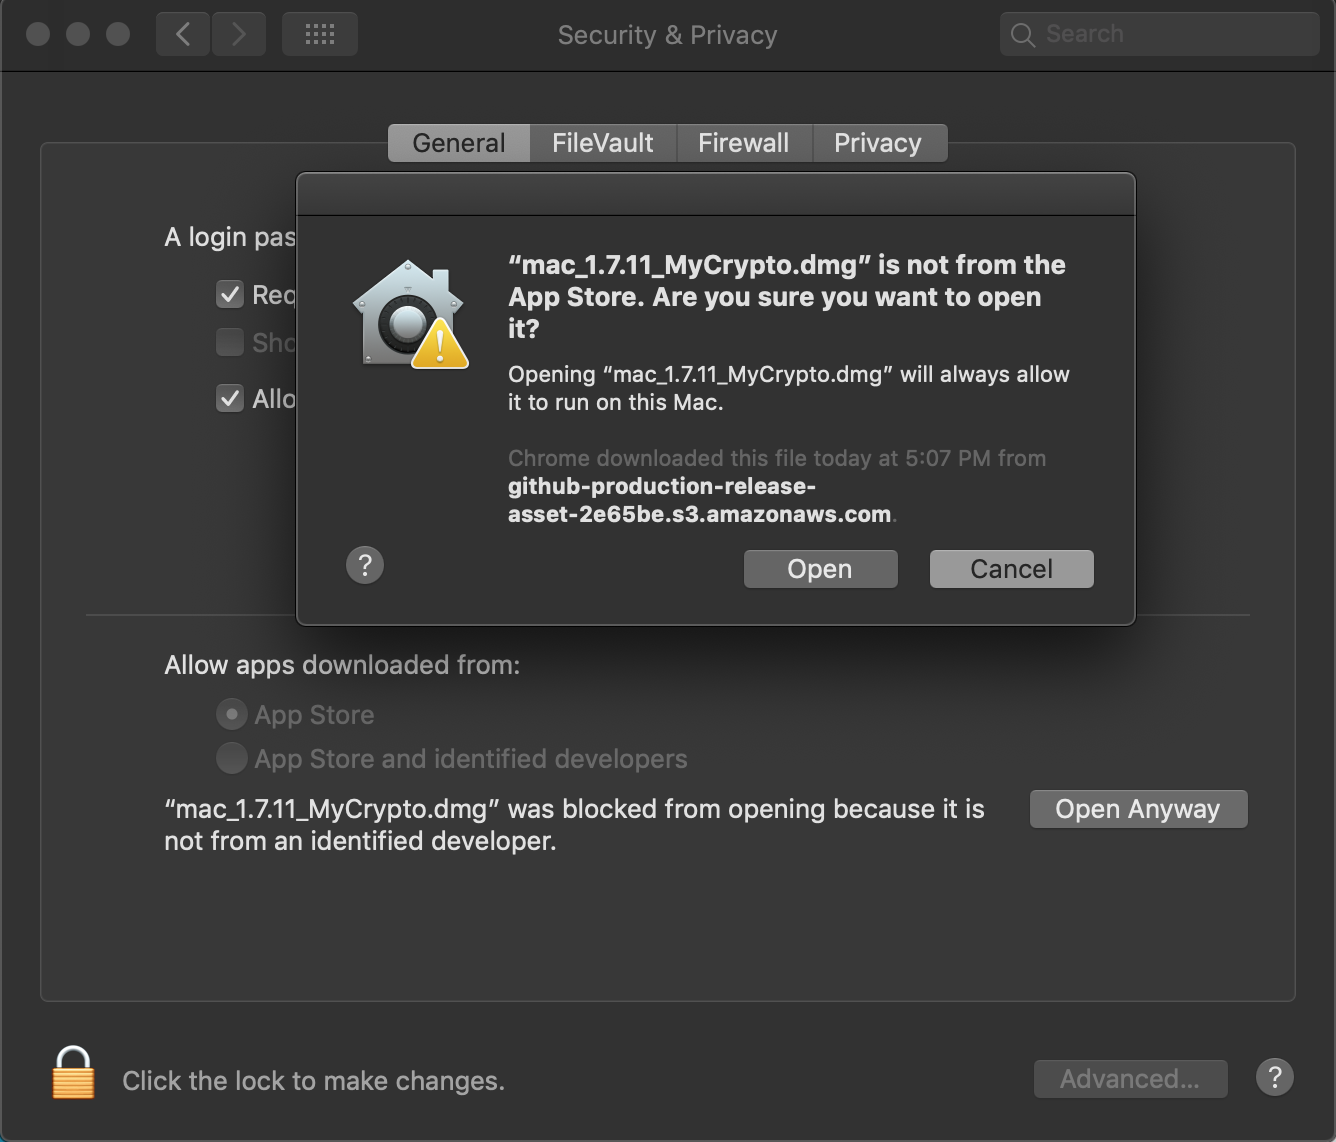 Security & Privacy
Search
General
FileVault
Firewall
Privacy
A login pas
Req
Sho
Allo
“mac_1.7.11_MyCrypto.dmg” is not from the
App Store. Are you sure you want to open
it?
Opening “mac_1.7.11_MyCrypto.dmg” will always allow
it to run on this Mac.
Chrome downloaded this file today at 5:07 PM from
github-production-release-
asset-2e65be.s3.amazonaws.com.
?
Open
Cancel
Allow apps downloaded from:
App Store
App Store and identified developers
“mac_1.7.11_MyCrypto.dmg” was blocked from opening because it is
not from an identified developer.
Open Anyway
Click the lock to make changes.
Advanced...
?